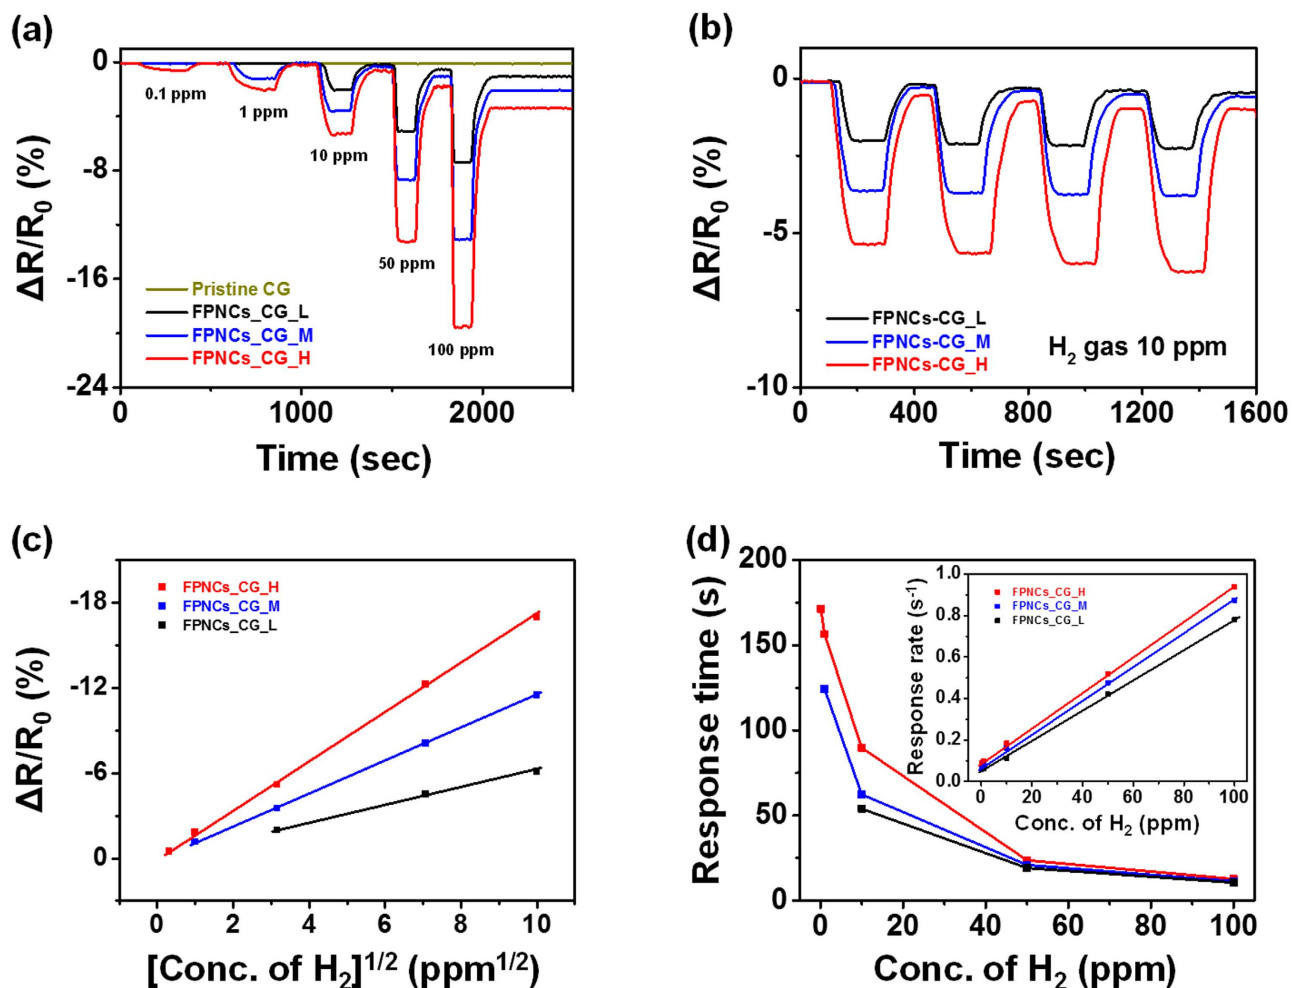 (a)
0
-8
-16
-24
ΔR/R0 (%)
0.1 ppm
1 ppm
10 ppm
50 ppm
100 ppm
Pristine CG
FPNCs_CG_L
FPNCs_CG_M
FPNCs_CG_H
0 1000 2000
Time (sec)
(b)
0
-5
-10
ΔR/R0 (%)
FPNCs-CG_L
FPNCs-CG_M
FPNCs-CG_H
H2 gas 10 ppm
0 400 800 1200 1600
Time (sec)
(c)
-18
-12
-6
0
ΔR/R0 (%)
FPNCs_CG_H
FPNCs_CG_M
FPNCs_CG_L
0 2 4 6 8 10
[Conc. of H2]1/2 (ppm1/2)
(d)
200
150
100
50
0
Response time (s)
1.0
0.8
0.6
0.4
0.2
0.0
Response rate (s-1)
FPNCs_CG_H
FPNCs_CG_M
FPNCs_CG_L
0 20 40 60 80 100
Conc. of H2 (ppm)
0 20 40 60 80 100
Conc. of H2 (ppm)